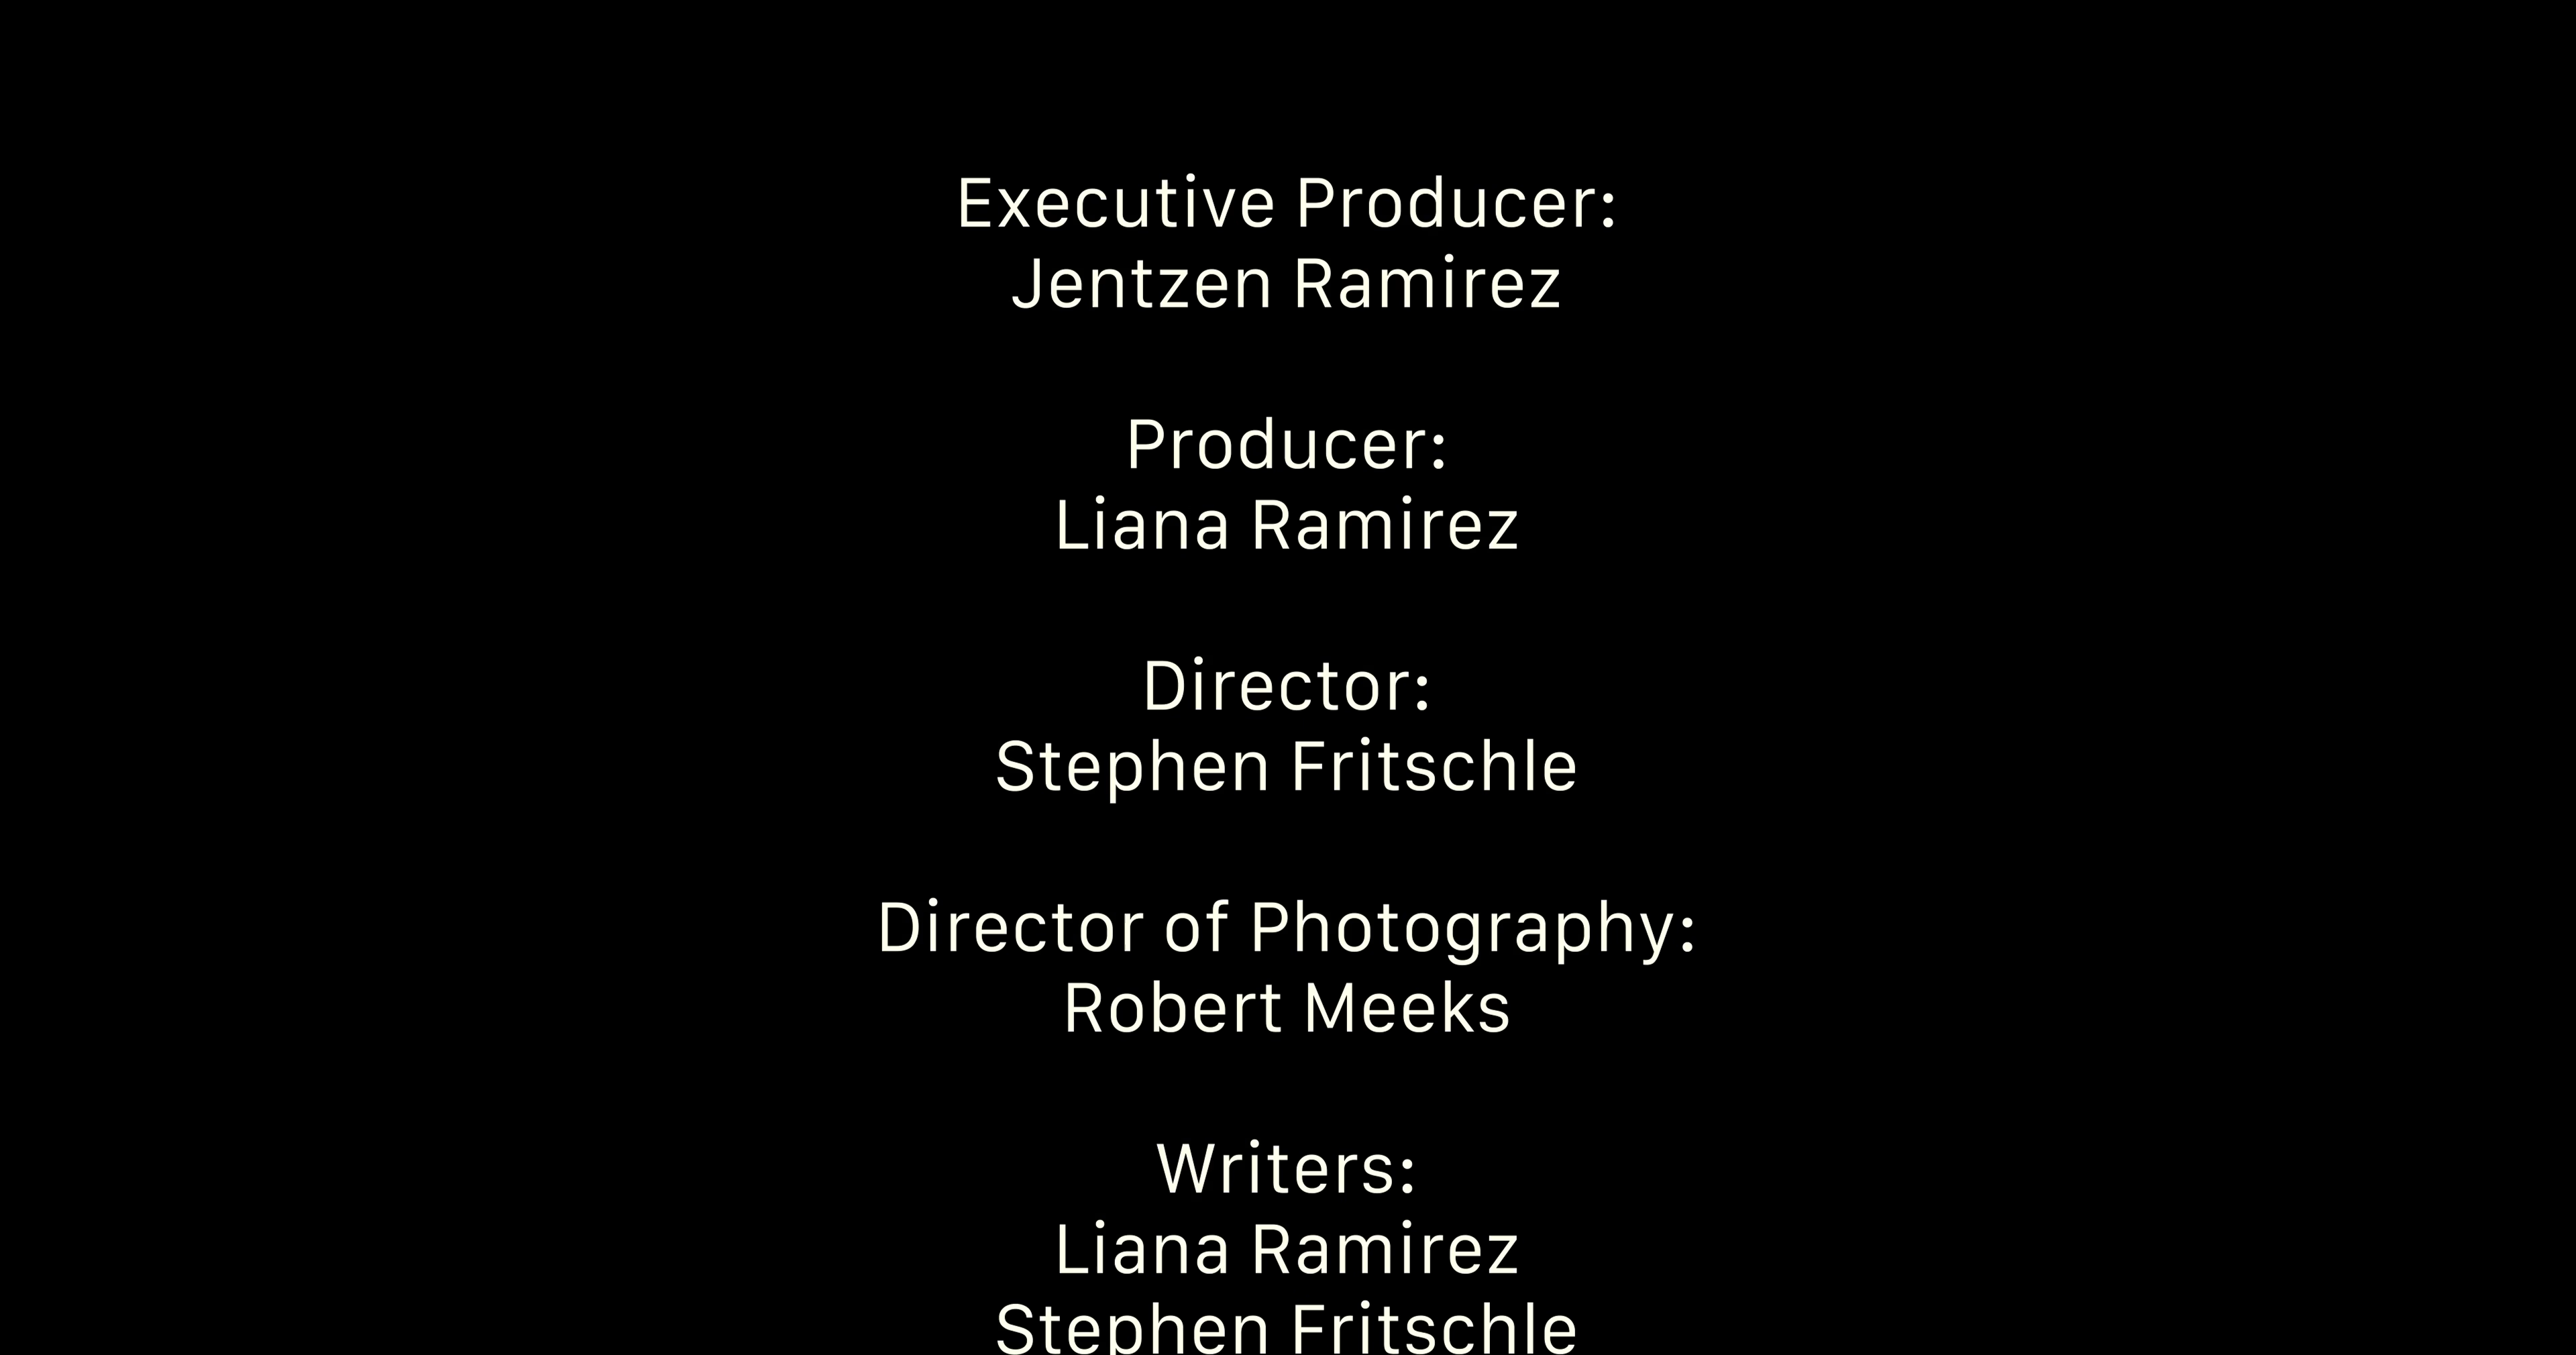 Executive Producer:
Jentzen Ramirez
Producer:
Liana Ramirez
Director:
Stephen Fritschle
Director of Photography:
Robert Meeks
Writers:
Liana Ramirez
Stephen Fritschle